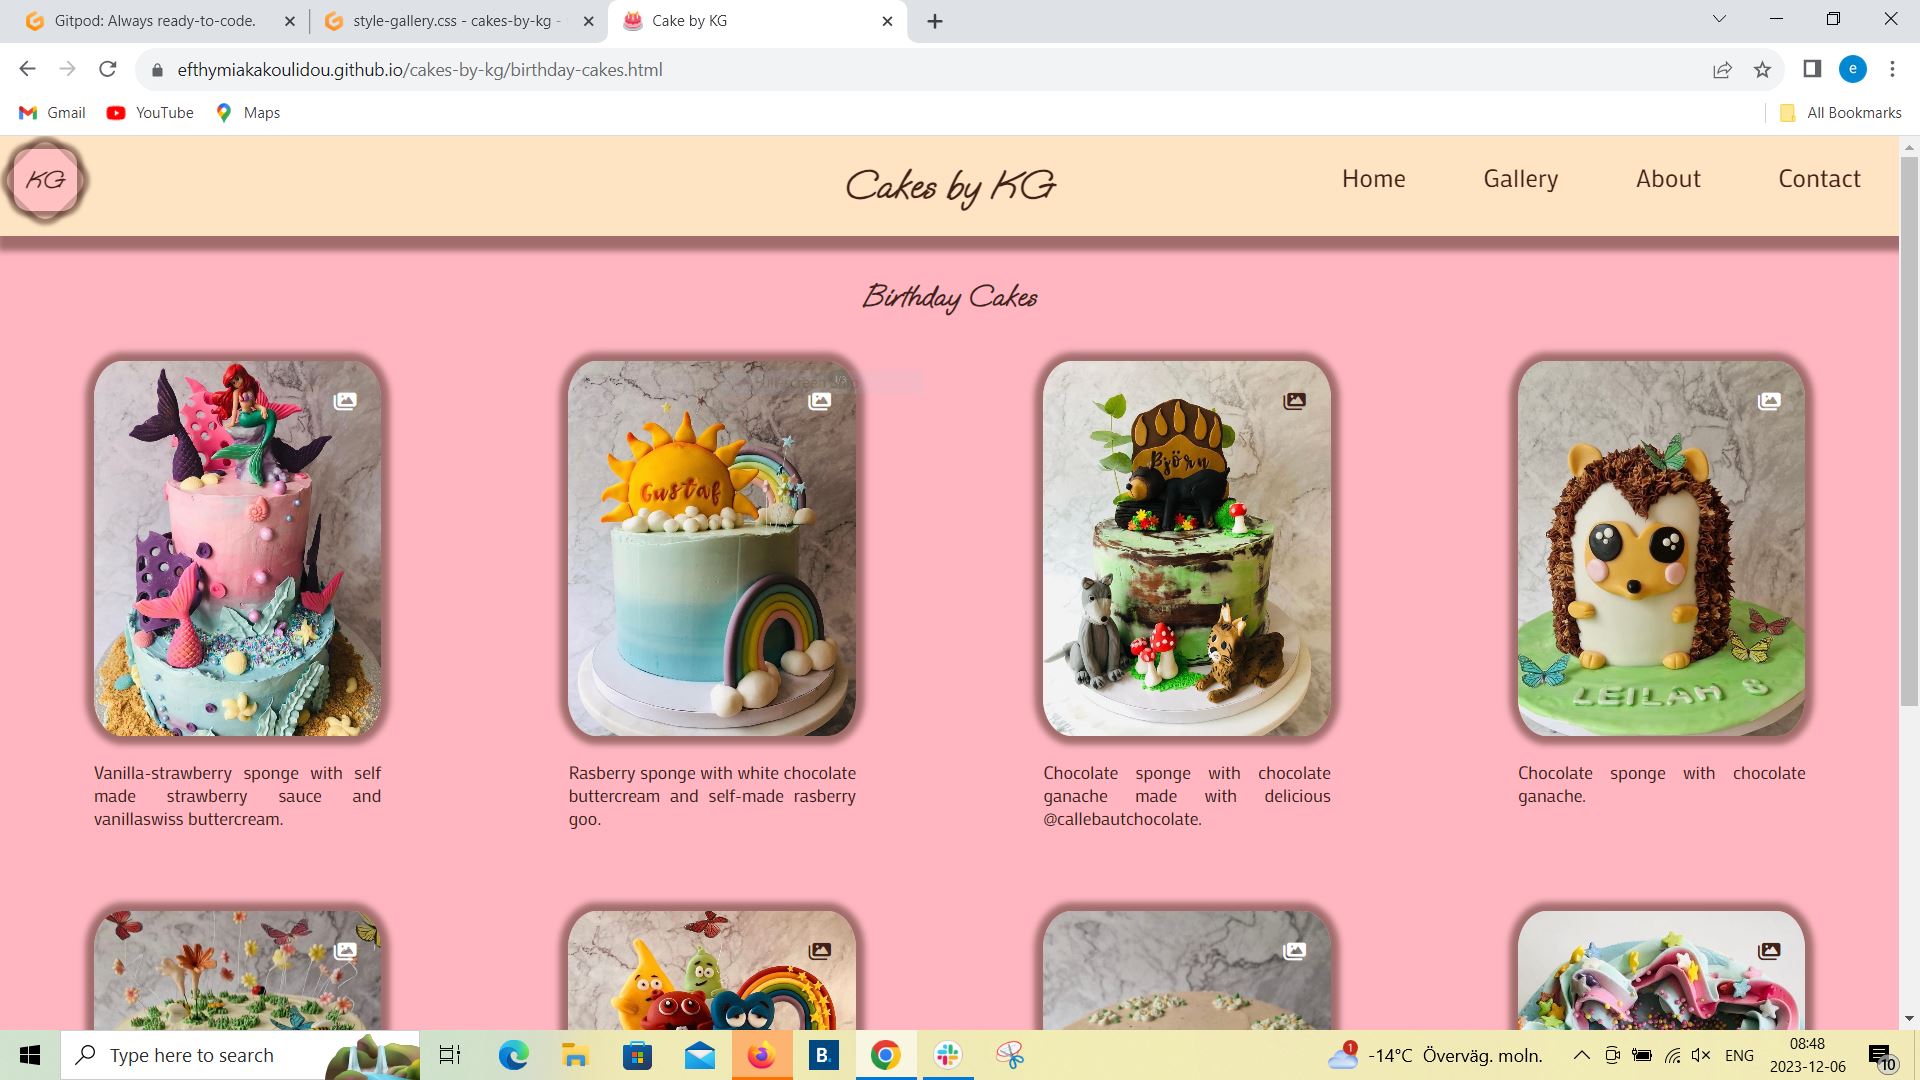 Gitpod: Always ready-to-code.
style-gallery.css - cakes-by-kg -
Cake by KG
efthymiakakoulidou.github.io/cakes-by-kg/birthday-cakes.html
e
Gmail
YouTube
Maps
All Bookmarks
KG
Cakes by KG
Home
Gallery
About
Contact
Birthday Cakes
1/3
Gustaf
Björn
LEILAH 8
Vanilla-strawberry sponge with self
made strawberry sauce and
vanillaswiss buttercream.
Rasberry sponge with white chocolate
buttercream and self-made rasberry
goo.
Chocolate sponge with chocolate
ganache made with delicious
@callebautchocolate.
Chocolate sponge with chocolate
ganache.
Type here to search
B.
1
-14°C Överväg. moln.
ENG
08:48
2023-12-06
10